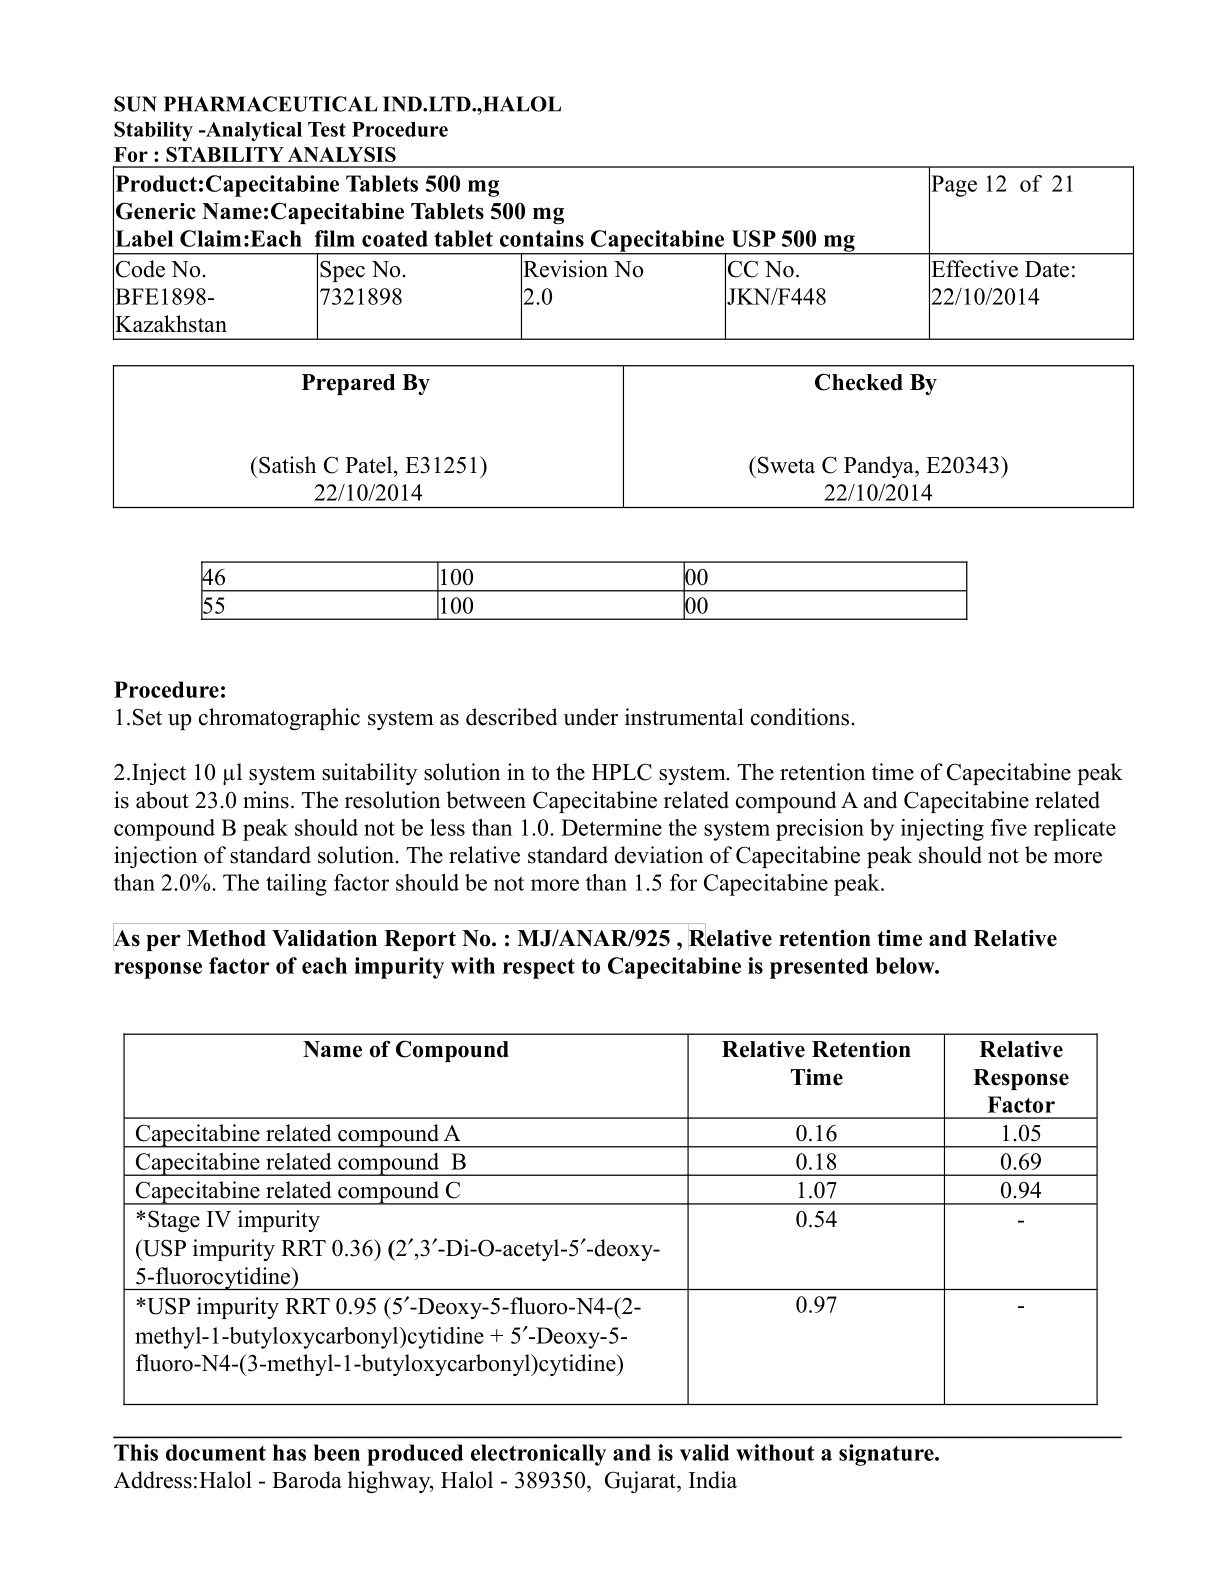 SUN PHARMACEUTICAL IND.LTD.,HALOL
Stability -Analytical Test Procedure
For : STABILITY ANALYSIS
Product:Capecitabine Tablets 500 mg
Generic Name:Capecitabine Tablets 500 mg
Label Claim:Each  film coated tablet contains Capecitabine USP 500 mg
Page 12  of  21
Code No.
BFE1898-
Kazakhstan
Spec No.
7321898
Revision No
2.0
CC No.
JKN/F448
Effective Date:
22/10/2014
Prepared By
(Satish C Patel, E31251)
22/10/2014
Checked By
(Sweta C Pandya, E20343)
22/10/2014
46 100 00
55 100 00
Procedure:
1.Set up chromatographic system as described under instrumental conditions.
2.Inject 10 µl system suitability solution in to the HPLC system. The retention time of Capecitabine peak
is about 23.0 mins. The resolution between Capecitabine related compound A and Capecitabine related
compound B peak should not be less than 1.0. Determine the system precision by injecting five replicate
injection of standard solution. The relative standard deviation of Capecitabine peak should not be more
than 2.0%. The tailing factor should be not more than 1.5 for Capecitabine peak.
As per Method Validation Report No. : MJ/ANAR/925 , Relative retention time and Relative
response factor of each impurity with respect to Capecitabine is presented below.
Name of Compound
Relative Retention
Time
Relative
Response
Factor
Capecitabine related compound A 0.16 1.05
Capecitabine related compound  B 0.18 0.69
Capecitabine related compound C 1.07 0.94
*Stage IV impurity 0.54 -
(USP impurity RRT 0.36) (2′,3′-Di-O-acetyl-5′-deoxy-
5-fluorocytidine)
*USP impurity RRT 0.95 (5′-Deoxy-5-fluoro-N4-(2- 0.97 -
methyl-1-butyloxycarbonyl)cytidine + 5′-Deoxy-5-
fluoro-N4-(3-methyl-1-butyloxycarbonyl)cytidine)
This document has been produced electronically and is valid without a signature.
Address:Halol - Baroda highway, Halol - 389350,  Gujarat, India